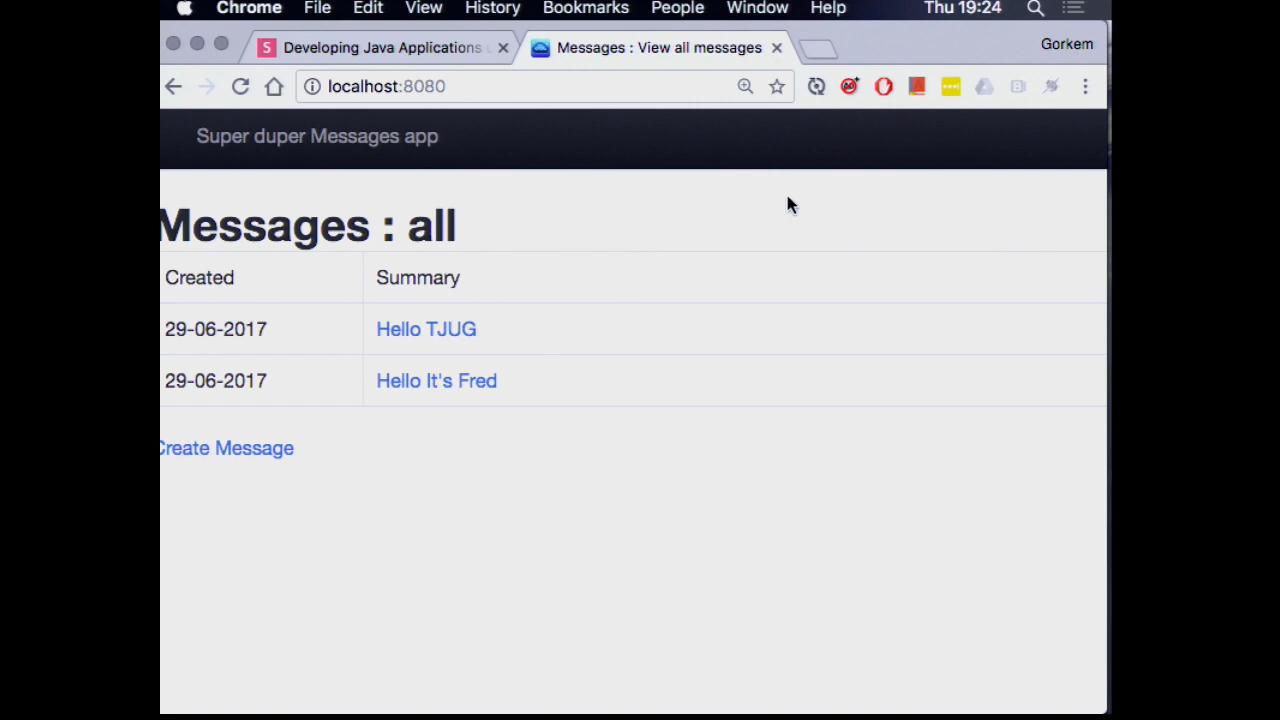 Chrome File Edit View History Bookmarks People Window Help Thu 19:24
S Developing Java Applications Messages : View all messages Gorkem
localhost:8080
Super duper Messages app
Messages : all
Created Summary
29-06-2017 Hello TJUG
29-06-2017 Hello It's Fred
Create Message